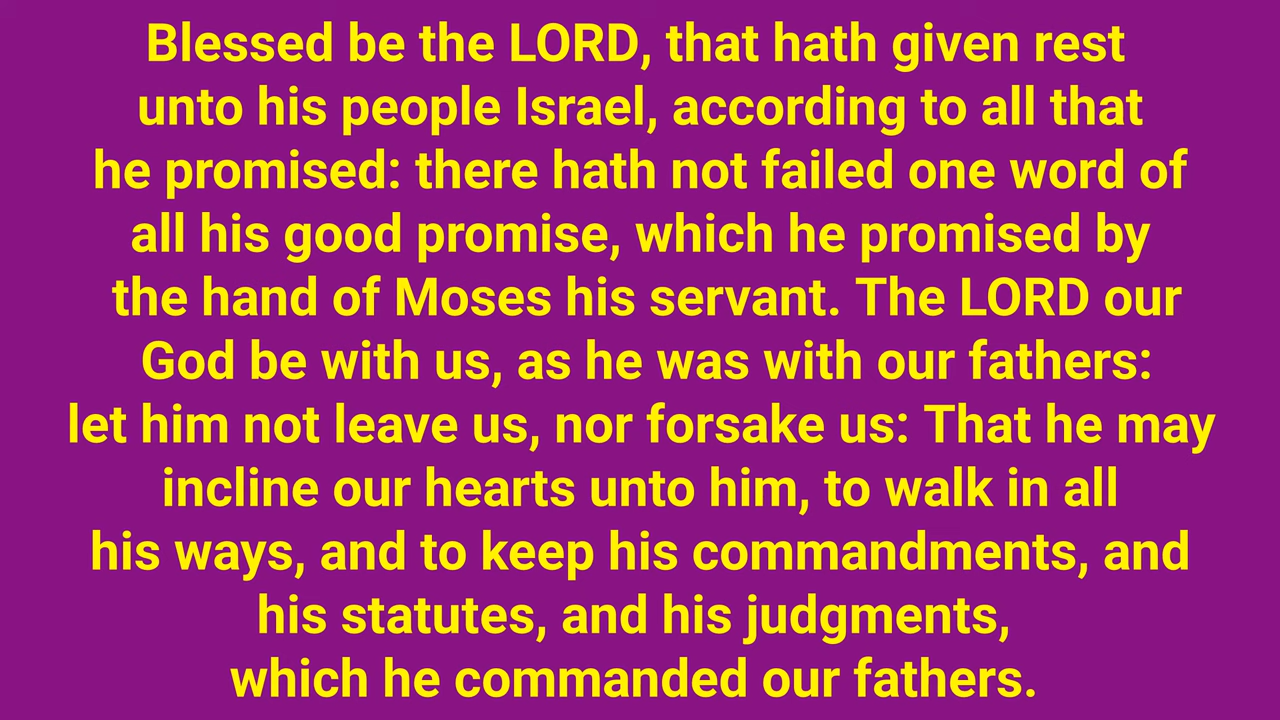 Blessed be the LORD, that hath given rest
unto his people Israel, according to all that
he promised: there hath not failed one word of
all his good promise, which he promised by
the hand of Moses his servant. The LORD our
God be with us, as he was with our fathers:
let him not leave us, nor forsake us: That he may
incline our hearts unto him, to walk in all
his ways, and to keep his commandments, and
his statutes, and his judgments,
which he commanded our fathers.